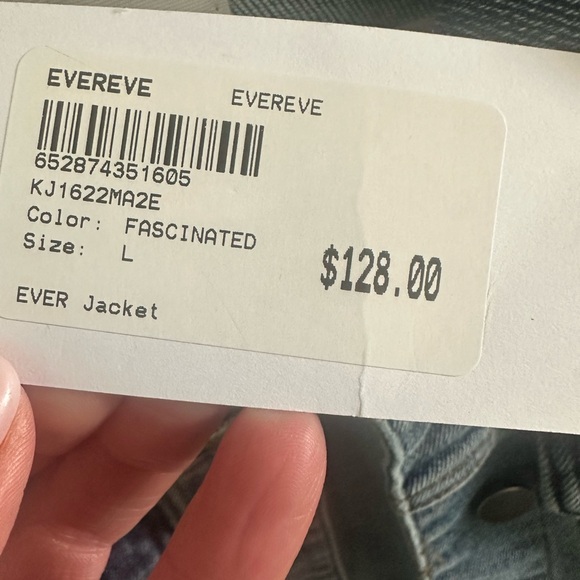 EVEREVE EVEREVE
652874351605
KJ1622MA2E
Color: FASCINATED
Size: L
$128.00
EVER Jacket